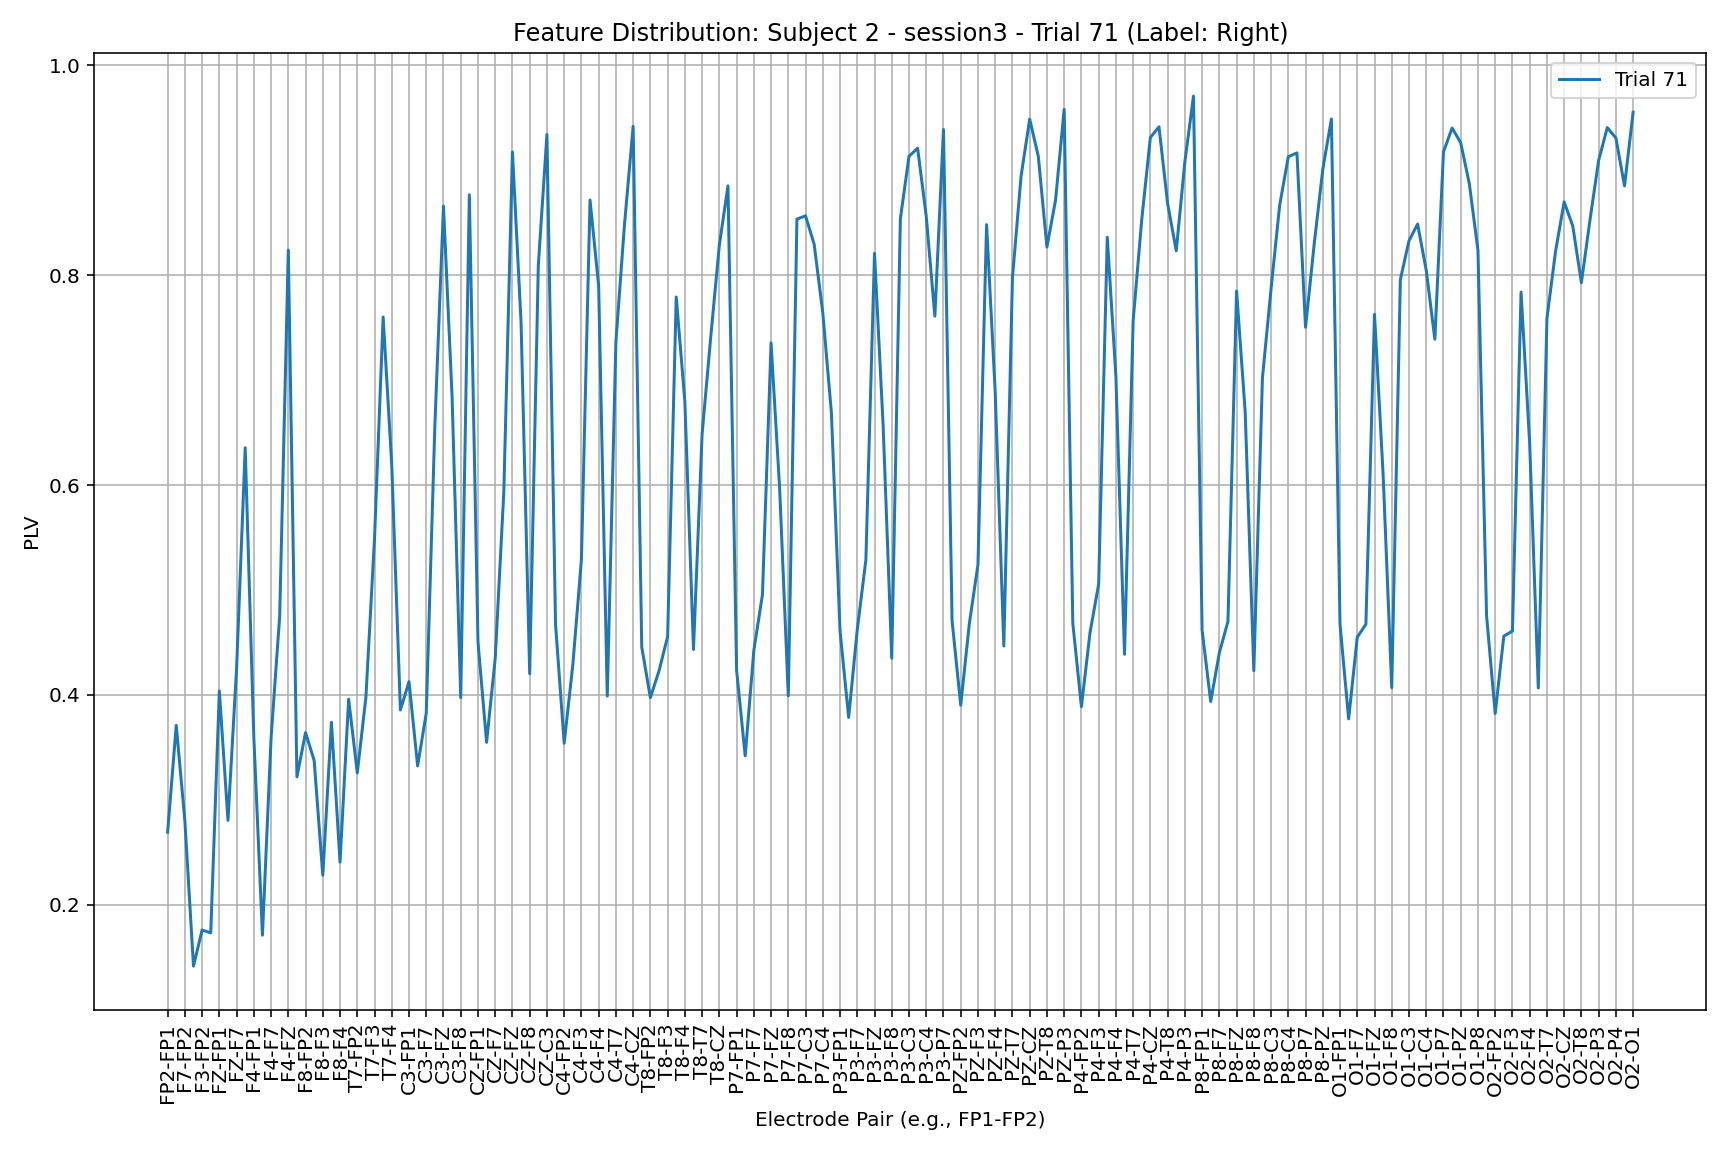 Feature Distribution: Subject 2 - session3 - Trial 71 (Label: Right)
Trial 71
1.0
0.8
0.6
0.4
0.2
PLV
FP2-FP1
F7-FP2
F3-FP2
FZ-FP1
FZ-F7
F4-FP1
F4-F7
F4-FZ
F8-FP2
F8-F3
F8-F4
T7-FP2
T7-F3
T7-F4
C3-FP1
C3-F7
C3-FZ
C3-F8
CZ-FP1
CZ-F7
CZ-FZ
CZ-F8
CZ-C3
C4-FP2
C4-F3
C4-F4
C4-T7
C4-CZ
T8-FP2
T8-F3
T8-F4
T8-T7
T8-CZ
P7-FP1
P7-F7
P7-FZ
P7-F8
P7-C3
P7-C4
P3-FP1
P3-F7
P3-FZ
P3-F8
P3-C3
P3-C4
P3-P7
PZ-FP2
PZ-F3
PZ-F4
PZ-T7
PZ-CZ
PZ-T8
PZ-P3
P4-FP2
P4-F3
P4-F4
P4-T7
P4-CZ
P4-T8
P4-P3
P8-FP1
P8-F7
P8-FZ
P8-F8
P8-C3
P8-C4
P8-P7
P8-PZ
O1-FP1
O1-F7
O1-FZ
O1-F8
O1-C3
O1-C4
O1-P7
O1-PZ
O1-P8
O2-FP2
O2-F3
O2-F4
O2-T7
O2-CZ
O2-T8
O2-P3
O2-P4
O2-O1
Electrode Pair (e.g., FP1-FP2)